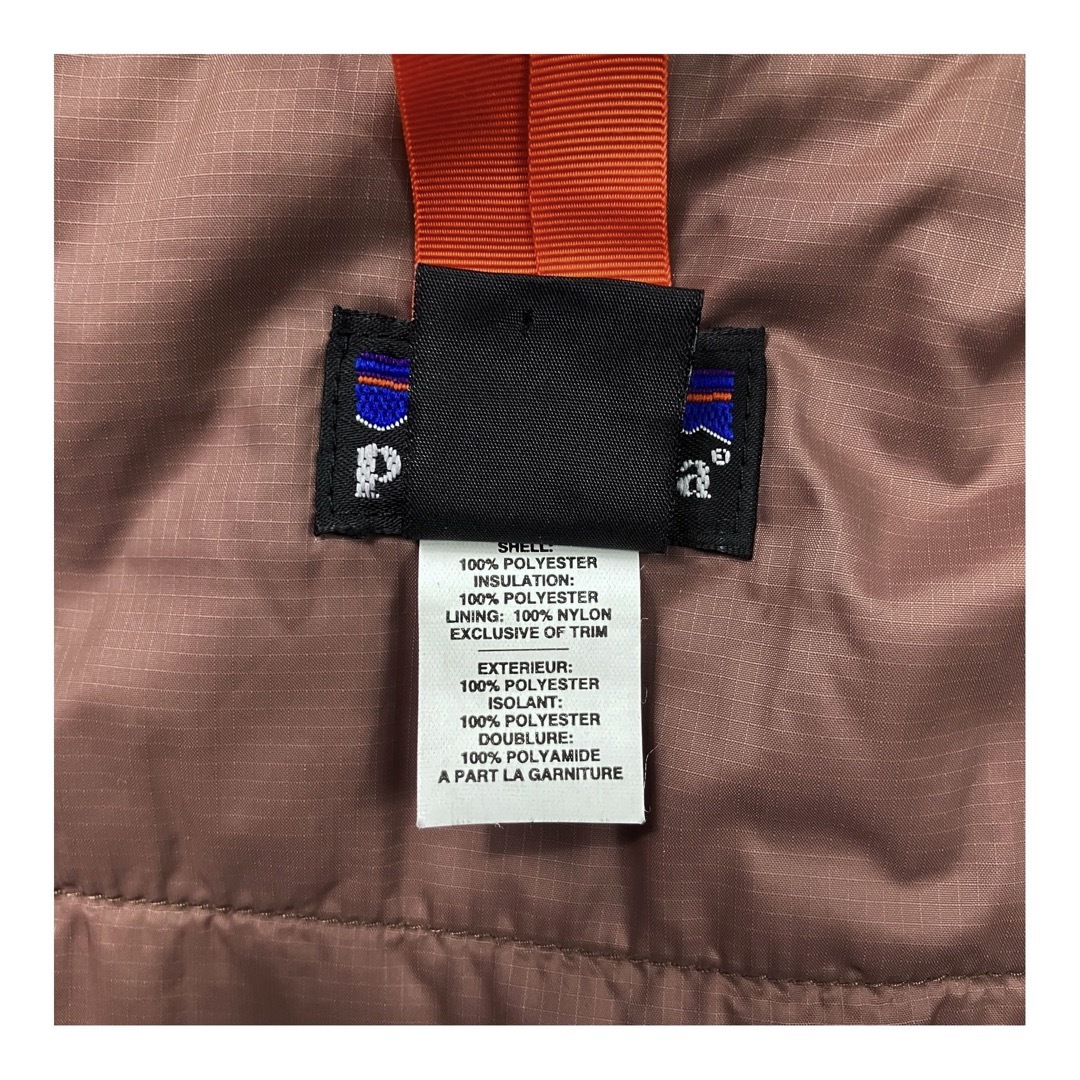 P a®
SHELL:
100% POLYESTER
INSULATION:
100% POLYESTER
LINING: 100% NYLON
EXCLUSIVE OF TRIM
EXTERIEUR:
100% POLYESTER
ISOLANT:
100% POLYESTER
DOUBLURE:
100% POLYAMIDE
A PART LA GARNITURE